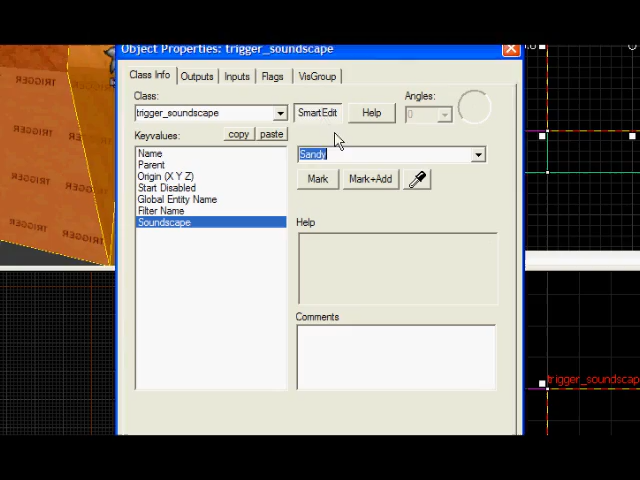 Object Properties: trigger_soundscape
Class Info Outputs Inputs Flags VisGroup
Class:
trigger_soundscape
SmartEdit
Help
Angles:
0
Keyvalues:
copy paste
Name
Parent
Origin (X Y Z)
Start Disabled
Global Entity Name
Filter Name
Soundscape
Sandy
Mark Mark+Add
Help
Comments
trigger_soundscap
TRIGGER
TRIGGER
TRIGGER
TRIGGER